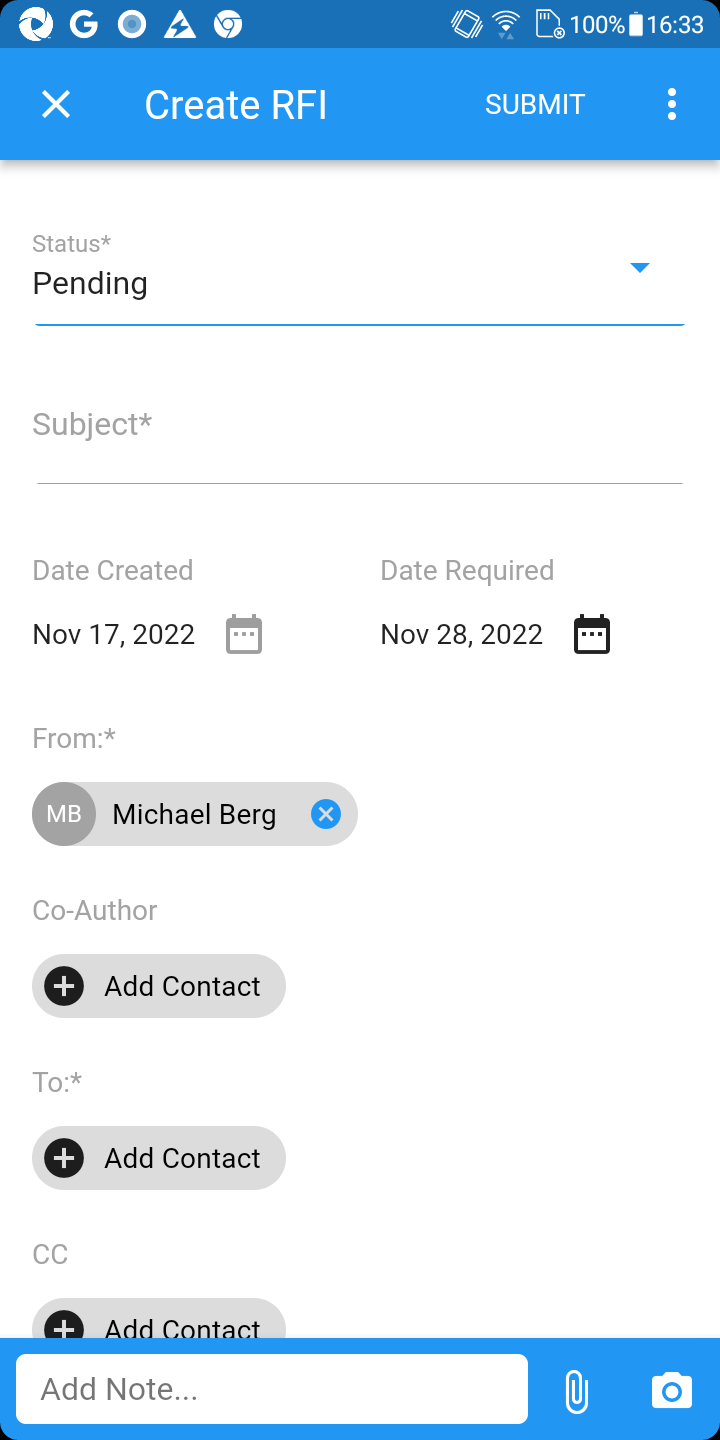 100% 16:33
Create RFI SUBMIT
Status*
Pending
Subject*
Date Created Date Required
Nov 17, 2022 Nov 28, 2022
From:*
MB Michael Berg
Co-Author
Add Contact
To:*
Add Contact
CC
Add Contact
Add Note...